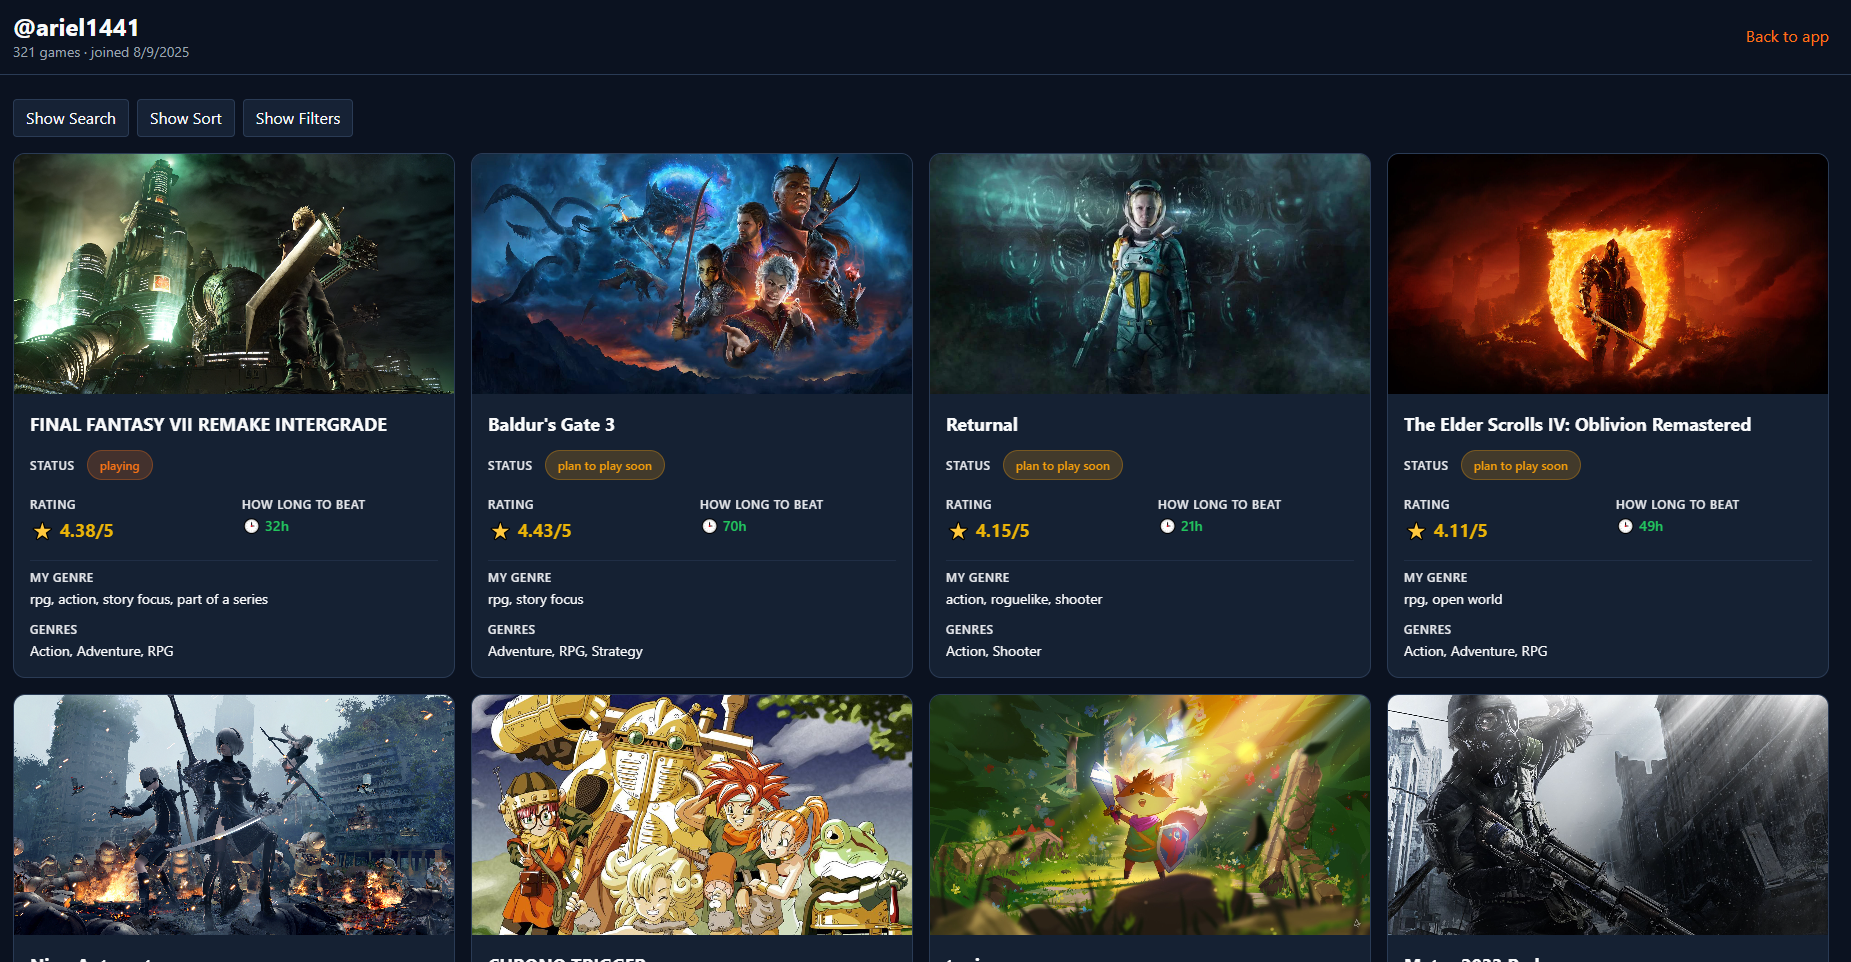 @ariel1441
321 games · joined 8/9/2025
Back to app
Show Search
Show Sort
Show Filters
FINAL FANTASY VII REMAKE INTERGRADE
STATUS playing
RATING HOW LONG TO BEAT
4.38/5 32h
MY GENRE
rpg, action, story focus, part of a series
GENRES
Action, Adventure, RPG
Baldur's Gate 3
STATUS plan to play soon
RATING HOW LONG TO BEAT
4.43/5 70h
MY GENRE
rpg, story focus
GENRES
Adventure, RPG, Strategy
Returnal
STATUS plan to play soon
RATING HOW LONG TO BEAT
4.15/5 21h
MY GENRE
action, roguelike, shooter
GENRES
Action, Shooter
The Elder Scrolls IV: Oblivion Remastered
STATUS plan to play soon
RATING HOW LONG TO BEAT
4.11/5 49h
MY GENRE
rpg, open world
GENRES
Action, Adventure, RPG
CHRONO TRIGGER